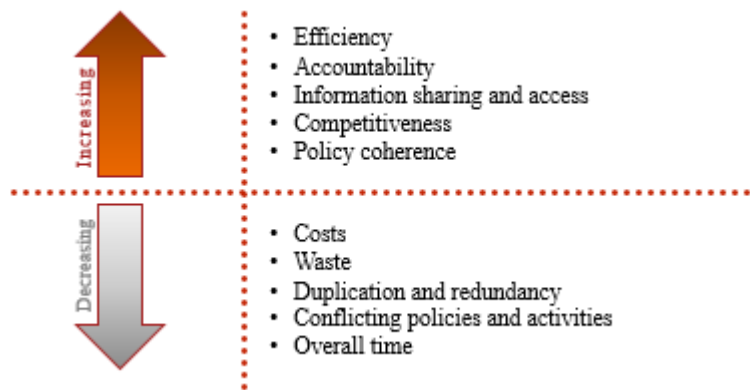 Increasing
• Efficiency
• Accountability
• Information sharing and access
• Competitiveness
• Policy coherence
Decreasing
• Costs
• Waste
• Duplication and redundancy
• Conflicting policies and activities
• Overall time